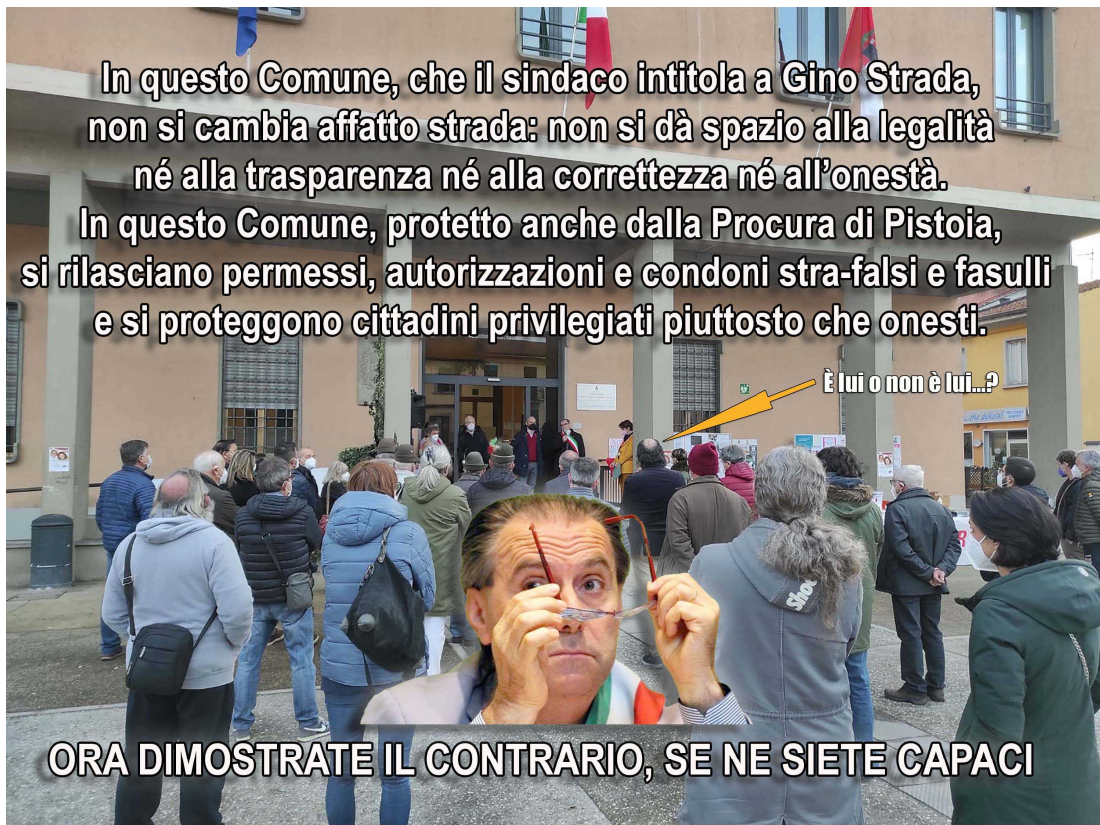 In questo Comune, che il sindaco intitola a Gino Strada,
non si cambia affatto strada: non si dà spazio alla legalità
né alla trasparenza né alla correttezza né all'onestà.
In questo Comune, protetto anche dalla Procura di Pistoia,
si rilasciano permessi, autorizzazioni e condoni stra-falsi e fasulli
e si proteggono cittadini privilegiati piuttosto che onesti.
È lui o non è lui...?
ORA DIMOSTRATE IL CONTRARIO, SE NE SIETE CAPACI